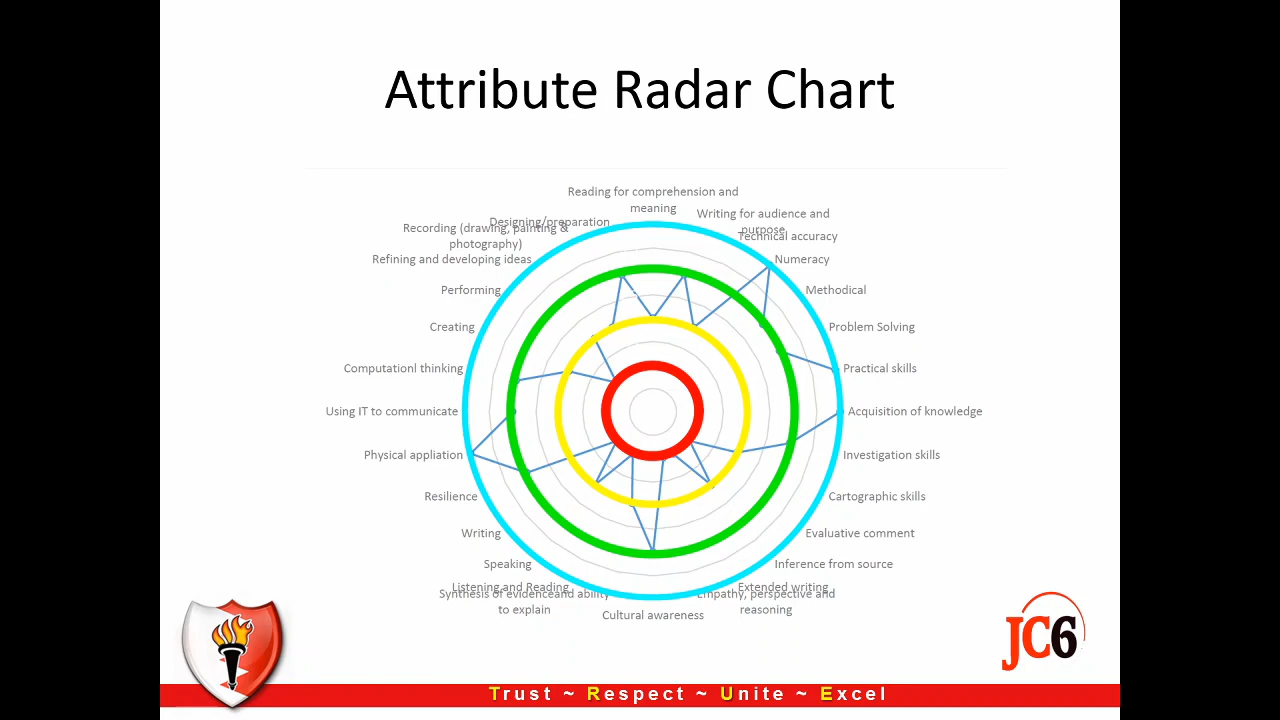 Attribute Radar Chart
Reading for comprehension and
meaning
Writing for audience and
purpose
Technical accuracy
Numeracy
Methodical
Problem Solving
Practical skills
Acquisition of knowledge
Investigation skills
Cartographic skills
Evaluative comment
Inference from source
Extended writing
Empathy, perspective and
reasoning
Cultural awareness
Synthesis of evidenceand ability
to explain
Listening and Reading
Speaking
Writing
Resilience
Physical appliation
Using IT to communicate
Computationl thinking
Creating
Performing
Refining and developing ideas
Recording (drawing, painting &
photography)
Designing/preparation
JC6
Trust ~ Respect ~ Unite ~ Excel